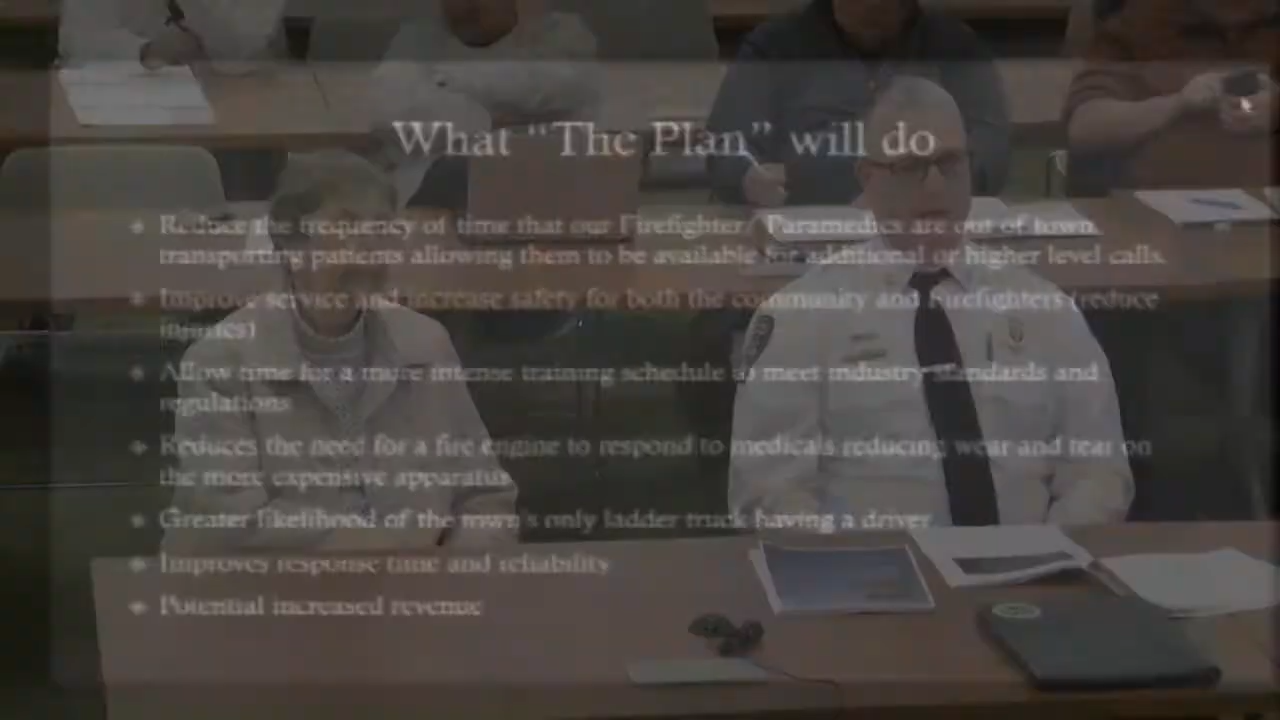 What “The Plan” will do
Reduce the frequency of time that our Firefighter / Paramedics are out of town
transporting patients allowing them to be available for additional or higher level calls.
Improve service and increase safety for both the community and Firefighters (reduce
injuries)
Allow time for a more intense training schedule to meet industry standards and
regulations
Reduces the need for a fire engine to respond to medicals reducing wear and tear on
the more expensive apparatus
Greater likelihood of the town's only ladder truck having a driver
Improves response time and reliability
Potential increased revenue